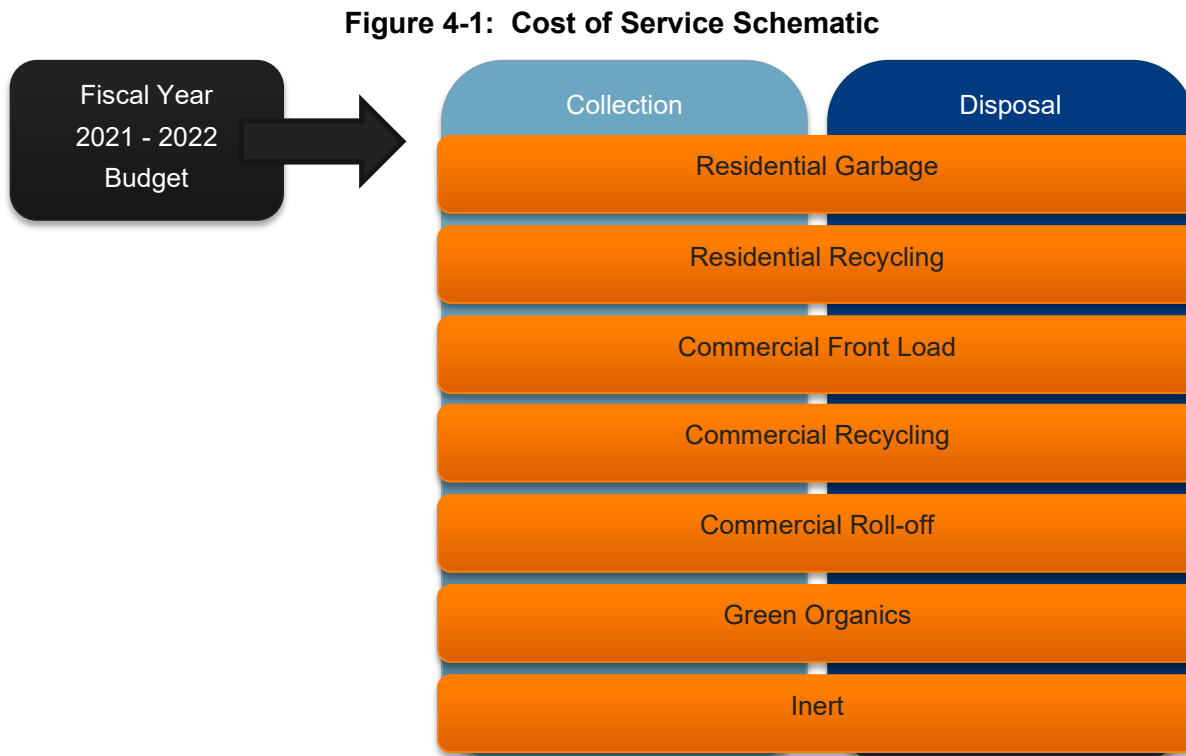 Figure 4-1:  Cost of Service Schematic
Fiscal Year
2021 - 2022
Budget
Collection
Disposal
Residential Garbage
Residential Recycling
Commercial Front Load
Commercial Recycling
Commercial Roll-off
Green Organics
Inert